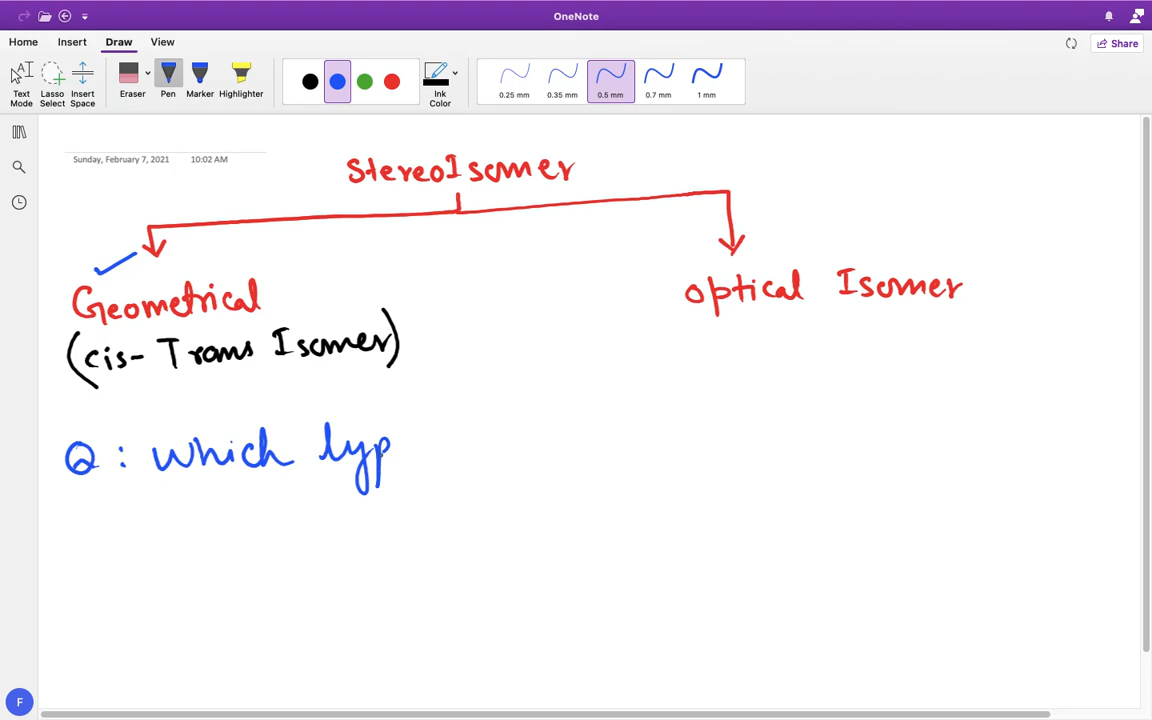 OneNote
Home Insert Draw View
Share
Text Mode Lasso Select Insert Space Eraser Pen Marker Highlighter Ink Color 0.25 mm 0.35 mm 0.5 mm 0.7 mm 1 mm
Sunday, February 7, 2021 10:02 AM
StereoIsomer
Geometrical
optical Isomer
(cis- Trans Isomer)
Q: which typ
F